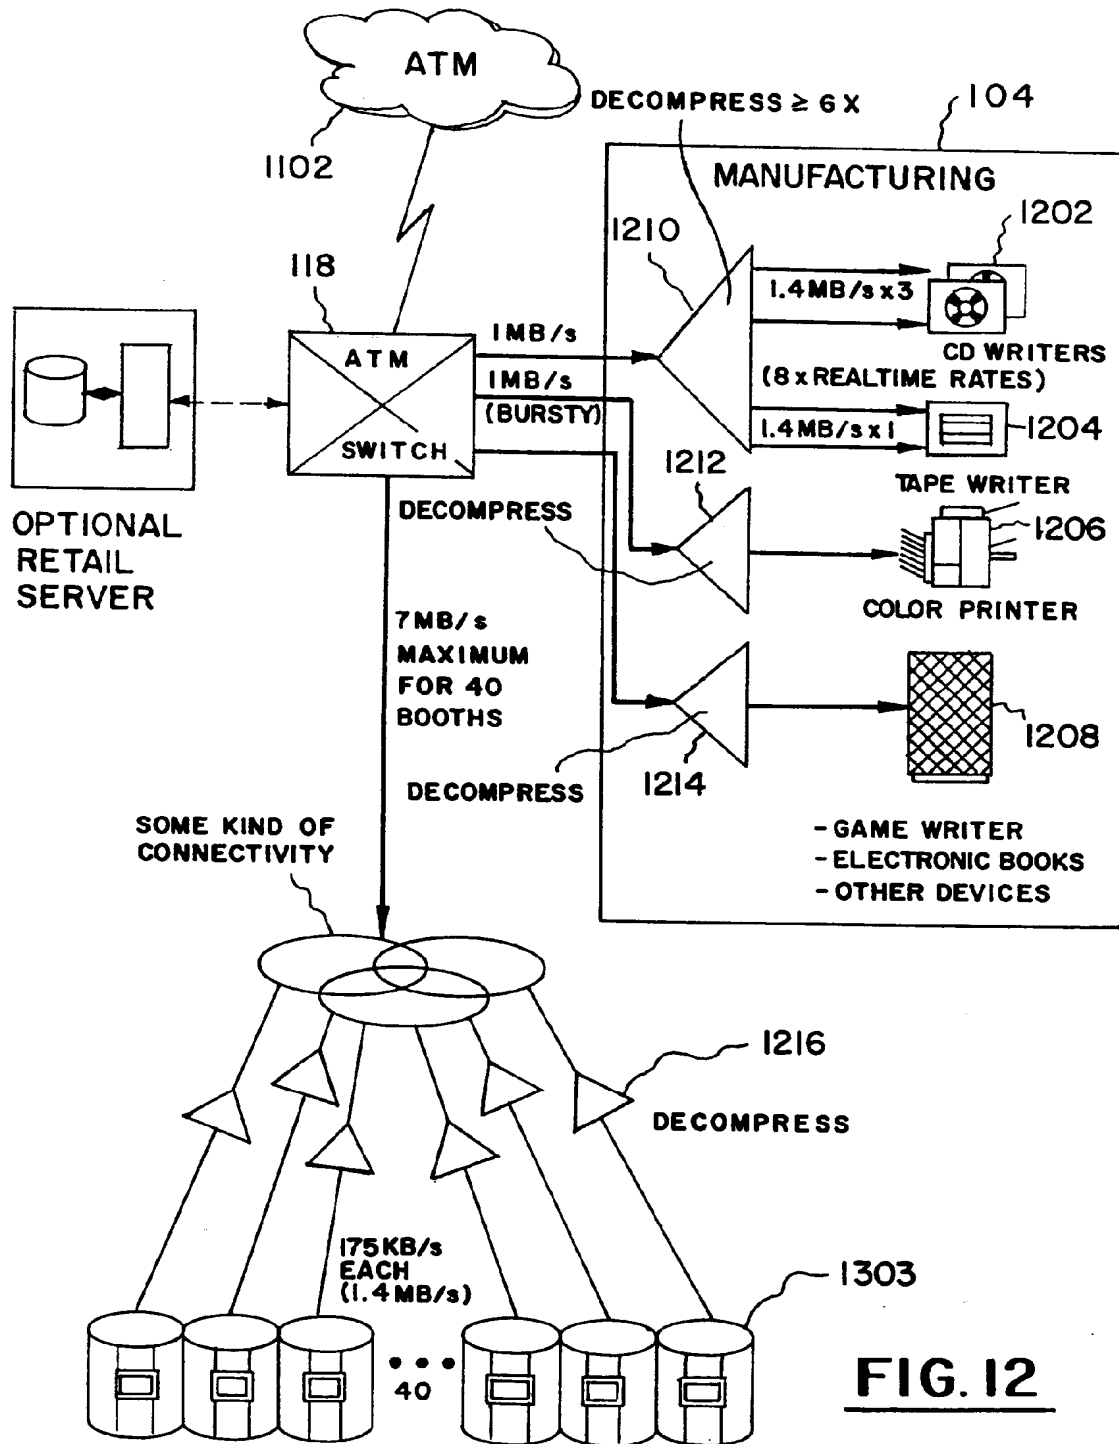 ATM
DECOMPRESS ≥ 6X
104
1102
MANUFACTURING
1210
1202
118
1.4MB/s x 3
1MB/s
ATM
SWITCH
1MB/s
(BURSTY)
CD WRITERS
(8 x REALTIME RATES)
1.4MB/s x 1
1204
1212
TAPE WRITER
DECOMPRESS
1206
OPTIONAL
RETAIL
SERVER
COLOR PRINTER
7MB/s
MAXIMUM
FOR 40
BOOTHS
1208
1214
DECOMPRESS
SOME KIND OF
CONNECTIVITY
- GAME WRITER
- ELECTRONIC BOOKS
- OTHER DEVICES
1216
DECOMPRESS
175KB/s
EACH
(1.4MB/s)
1303
40
FIG. 12